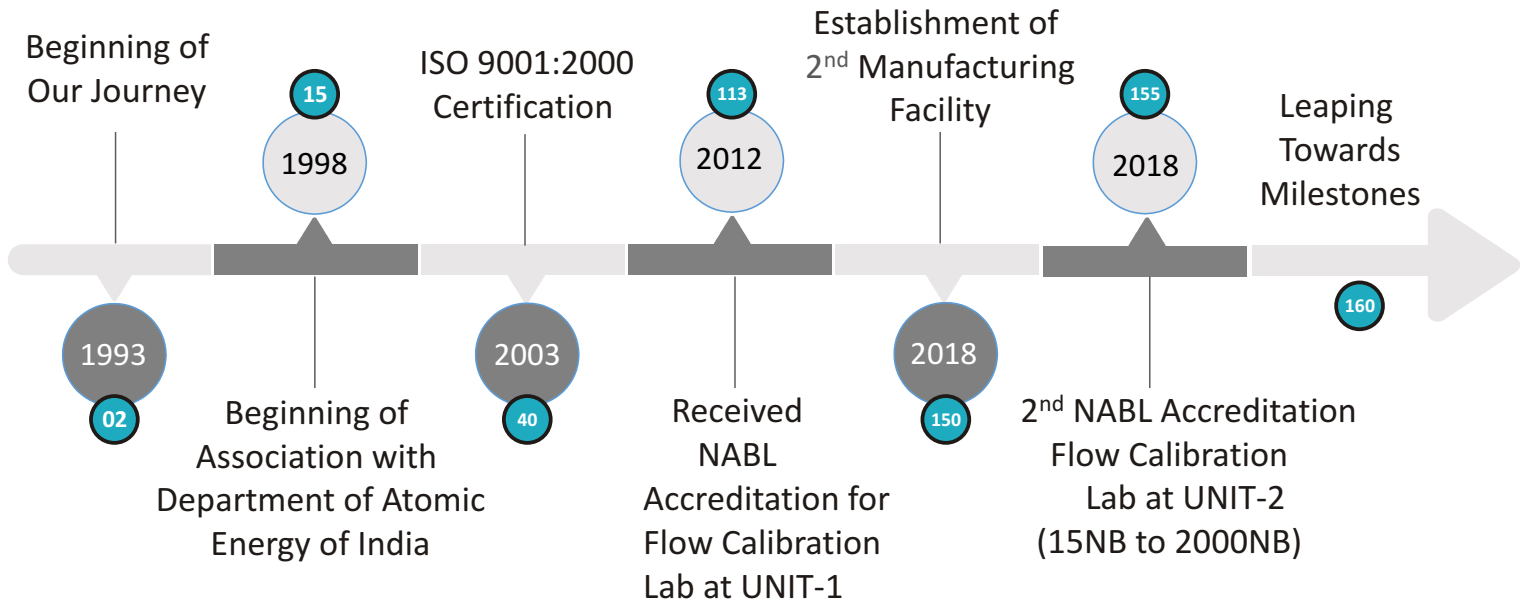 Beginning of
Our Journey
1993
02
15
1998
Beginning of
Association with
Department of Atomic
Energy of India
ISO 9001:2000
Certification
2003
40
113
2012
Received
NABL
Accreditation for
Flow Calibration
Lab at UNIT-1
Establishment of
2nd Manufacturing
Facility
2018
150
155
2018
2nd NABL Accreditation
Flow Calibration
Lab at UNIT-2
(15NB to 2000NB)
Leaping
Towards
Milestones
160